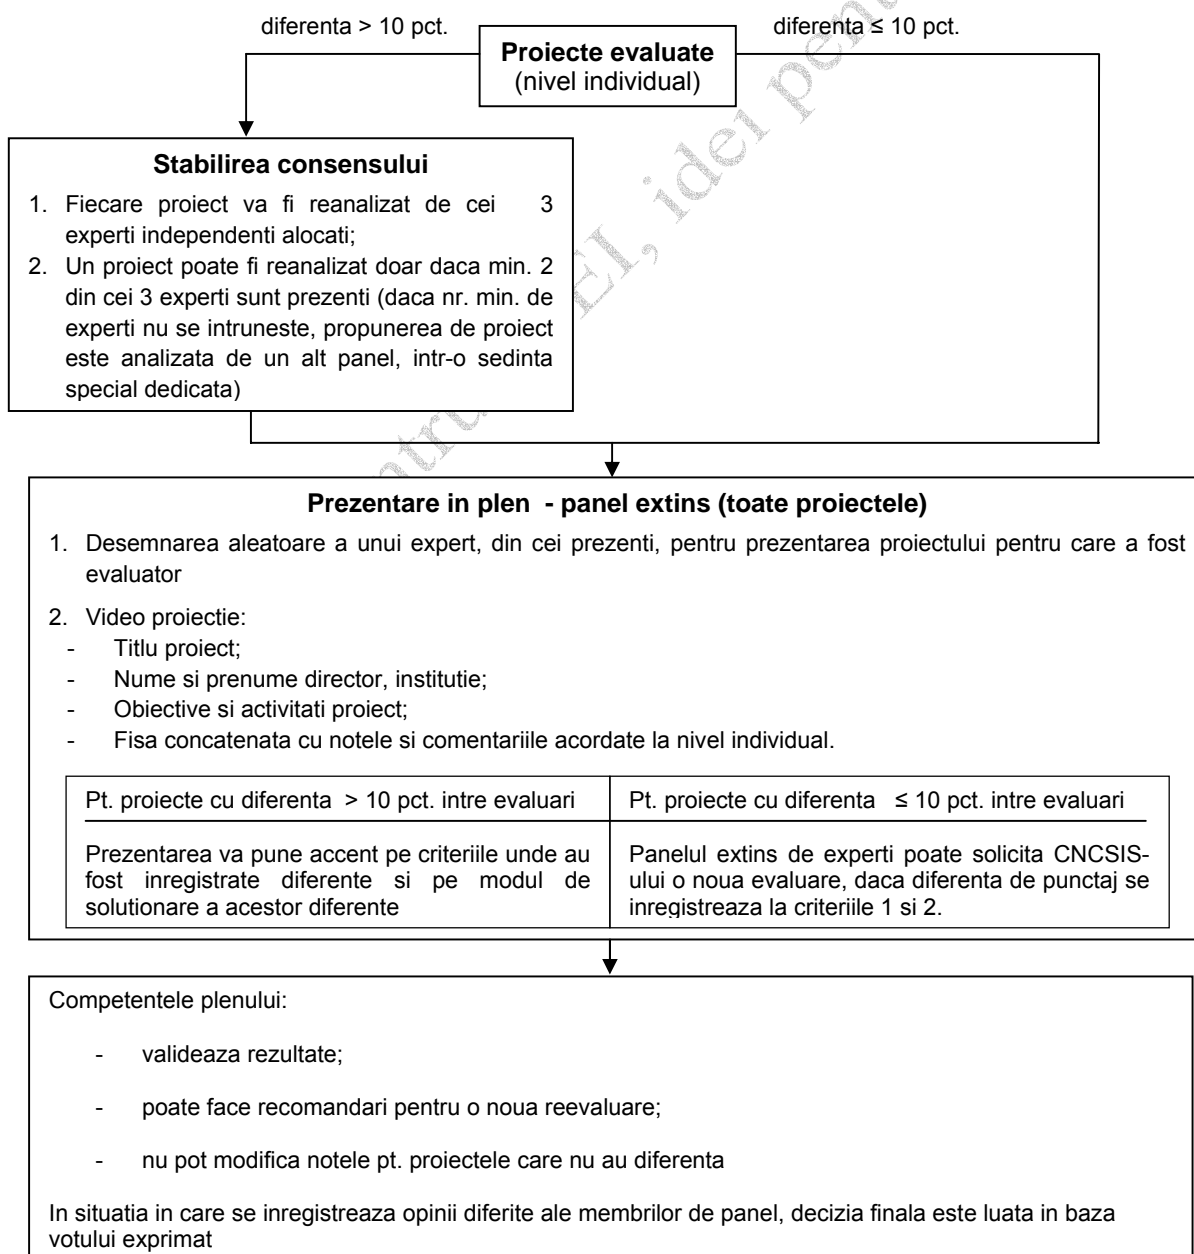 diferenta > 10 pct.
diferenta ≤ 10 pct.
Proiecte evaluate
(nivel individual)
Stabilirea consensului
1. Fiecare proiect va fi reanalizat de cei 3
experti independenti alocati;
2. Un proiect poate fi reanalizat doar daca min. 2
din cei 3 experti sunt prezenti (daca nr. min. de
experti nu se intruneste, propunerea de proiect
este analizata de un alt panel, intr-o sedinta
special dedicata)
EI, idei
Prezentare in plen - panel extins (toate proiectele)
1. Desemnarea aleatoare a unui expert, din cei prezenti, pentru prezentarea proiectului pentru care a fost
evaluator
2. Video proiectie:
- Titlu proiect;
- Nume si prenume director, institutie;
- Obiective si activitati proiect;
- Fisa concatenata cu notele si comentariile acordate la nivel individual.
Pt. proiecte cu diferenta > 10 pct. intre evaluari
Prezentarea va pune accent pe criteriile unde au
fost inregistrate diferente si pe modul de
solutionare a acestor diferente
Pt. proiecte cu diferenta ≤ 10 pct. intre evaluari
Panelul extins de experti poate solicita CNCSIS-
ului o noua evaluare, daca diferenta de punctaj se
inregistreaza la criteriile 1 si 2.
Competentele plenului:
- valideaza rezultate;
- poate face recomandari pentru o noua reevaluare;
- nu pot modifica notele pt. proiectele care nu au diferenta
In situatia in care se inregistreaza opinii diferite ale membrilor de panel, decizia finala este luata in baza
votului exprimat